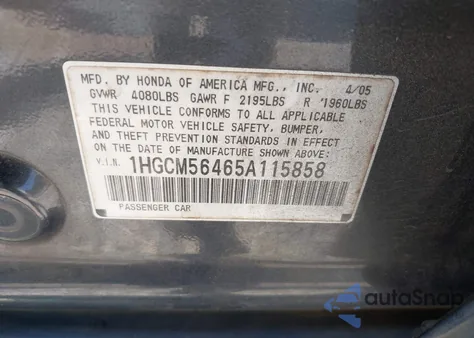 MFD. BY HONDA OF AMERICA MFG., INC. 4/05
GVWR 4080LBS GAWR F 2195LBS R 1960LBS
THIS VEHICLE CONFORMS TO ALL APPLICABLE
FEDERAL MOTOR VEHICLE SAFETY, BUMPER,
AND THEFT PREVENTION STANDARDS IN EFFECT
ON THE DATE OF MANUFACTURE SHOWN ABOVE.
V.I.N. 1HGCM56465A115858
PASSENGER CAR
autoSnap